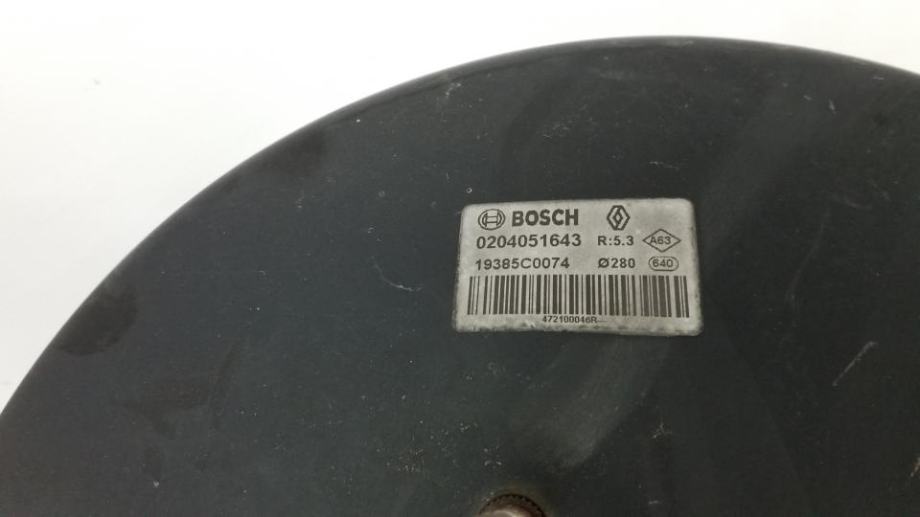 BOSCH
0204051643 R:5.3 A63
19385C0074 Ø280 640
472100046R